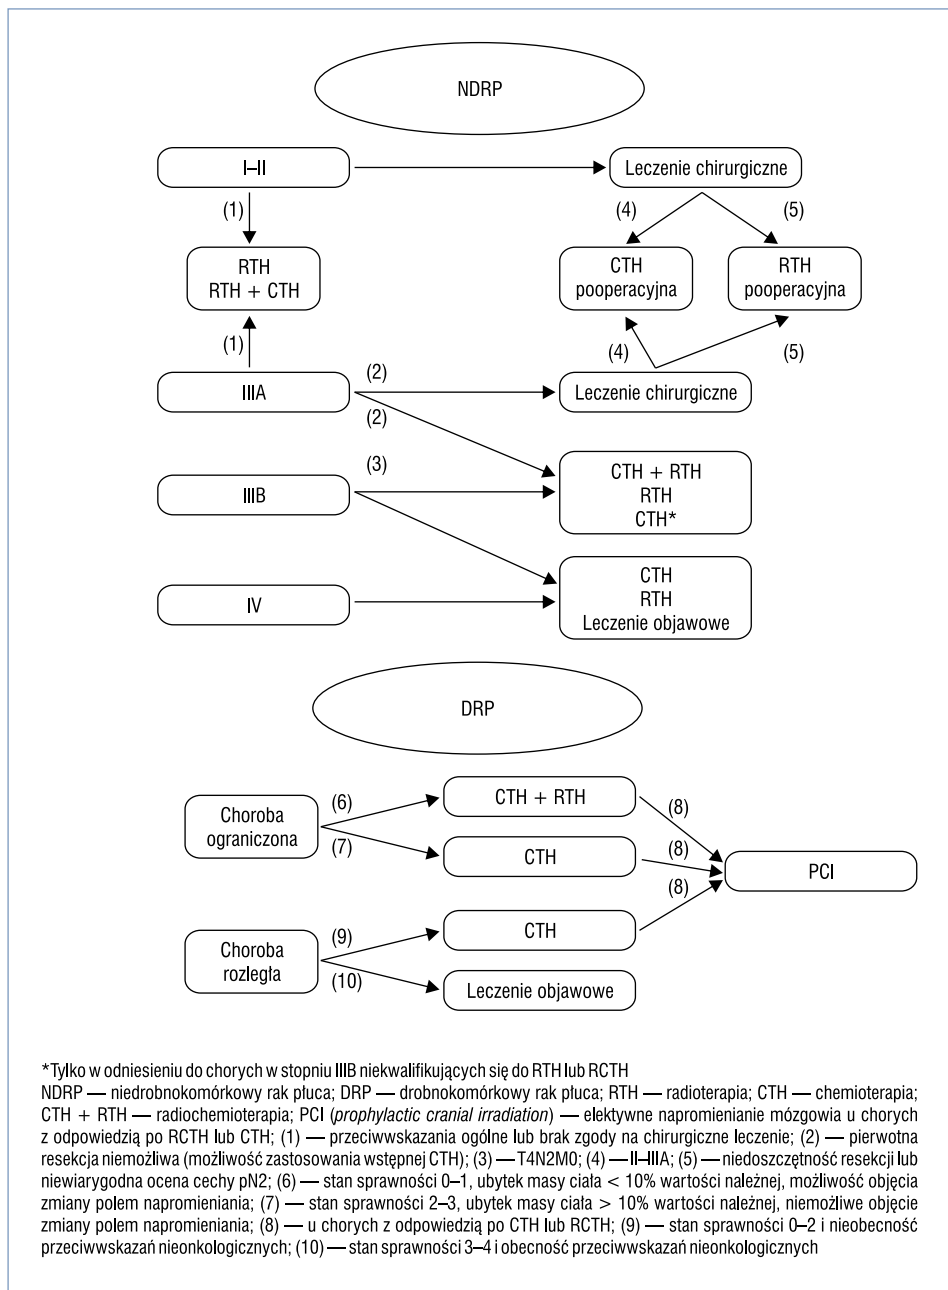 NDRP
I–II
Leczenie chirurgiczne
(1)
(4)
(5)
RTH
RTH + CTH
CTH
pooperacyjna
RTH
pooperacyjna
(1)
(4)
(5)
IIIA
(2)
(2)
Leczenie chirurgiczne
(3)
CTH + RTH
RTH
CTH*
IIIB
CTH
RTH
Leczenie objawowe
IV
DRP
Choroba
ograniczona
(6)
(7)
CTH + RTH
CTH
(8)
(8)
(8)
PCI
Choroba
rozległa
(9)
(10)
CTH
Leczenie objawowe
*Tylko w odniesieniu do chorych w stopniu IIIB niekwalifikujących się do RTH lub RCTH
NDRP — niedrobnokomórkowy rak płuca; DRP — drobnokomórkowy rak płuca; RTH — radioterapia; CTH — chemioterapia;
CTH + RTH — radiochemioterapia; PCI (prophylactic cranial irradiation) — elektywne napromienianie mózgowia u chorych
z odpowiedzią po RCTH lub CTH; (1) — przeciwwskazania ogólne lub brak zgody na chirurgiczne leczenie; (2) — pierwotna
resekcja niemożliwa (możliwość zastosowania wstępnej CTH); (3) — T4N2M0; (4) — II–IIIA; (5) — niedoszczętność resekcji lub
niewiarygodna ocena cechy pN2; (6) — stan sprawności 0–1, ubytek masy ciała < 10% wartości należnej, możliwość objęcia
zmiany polem napromieniania; (7) — stan sprawności 2–3, ubytek masy ciała > 10% wartości należnej, niemożliwe objęcie
zmiany polem napromieniania; (8) — u chorych z odpowiedzią po CTH lub RCTH; (9) — stan sprawności 0–2 i nieobecność
przeciwwskazań nieonkologicznych; (10) — stan sprawności 3–4 i obecność przeciwwskazań nieonkologicznych